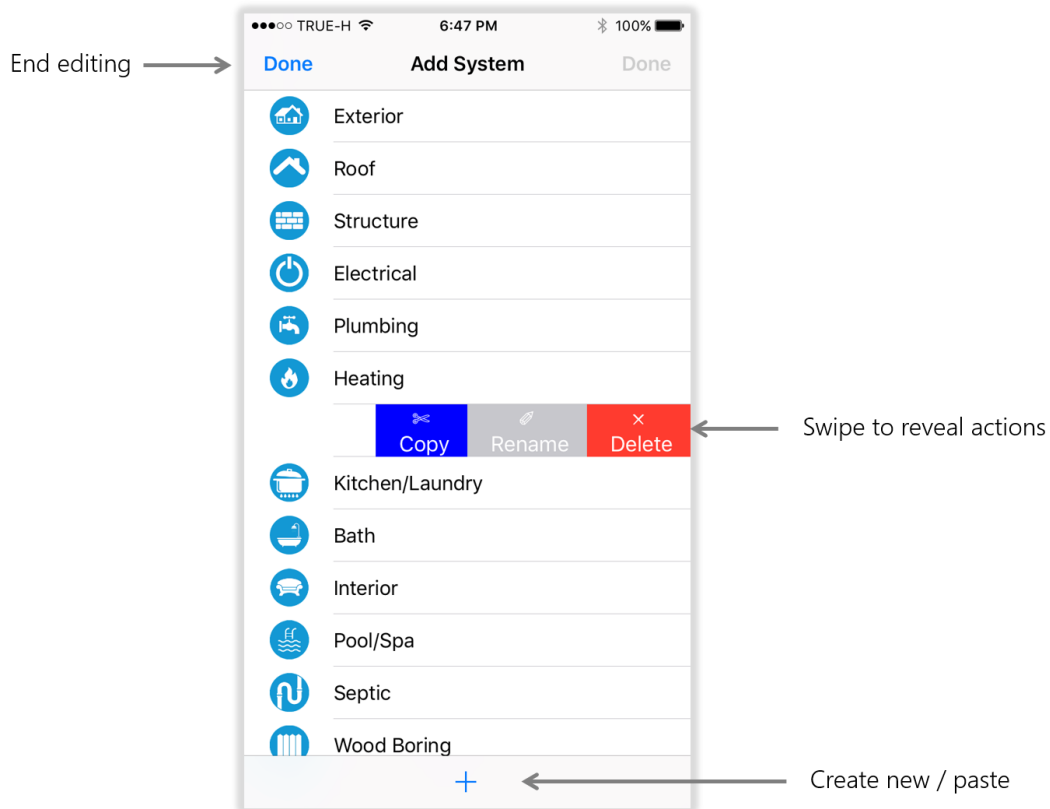 TRUE-H 6:47 PM 100%
End editing
Done Add System Done
Exterior
Roof
Structure
Electrical
Plumbing
Heating
Copy Rename Delete
Swipe to reveal actions
Kitchen/Laundry
Bath
Interior
Pool/Spa
Septic
Wood Boring
+
Create new / paste